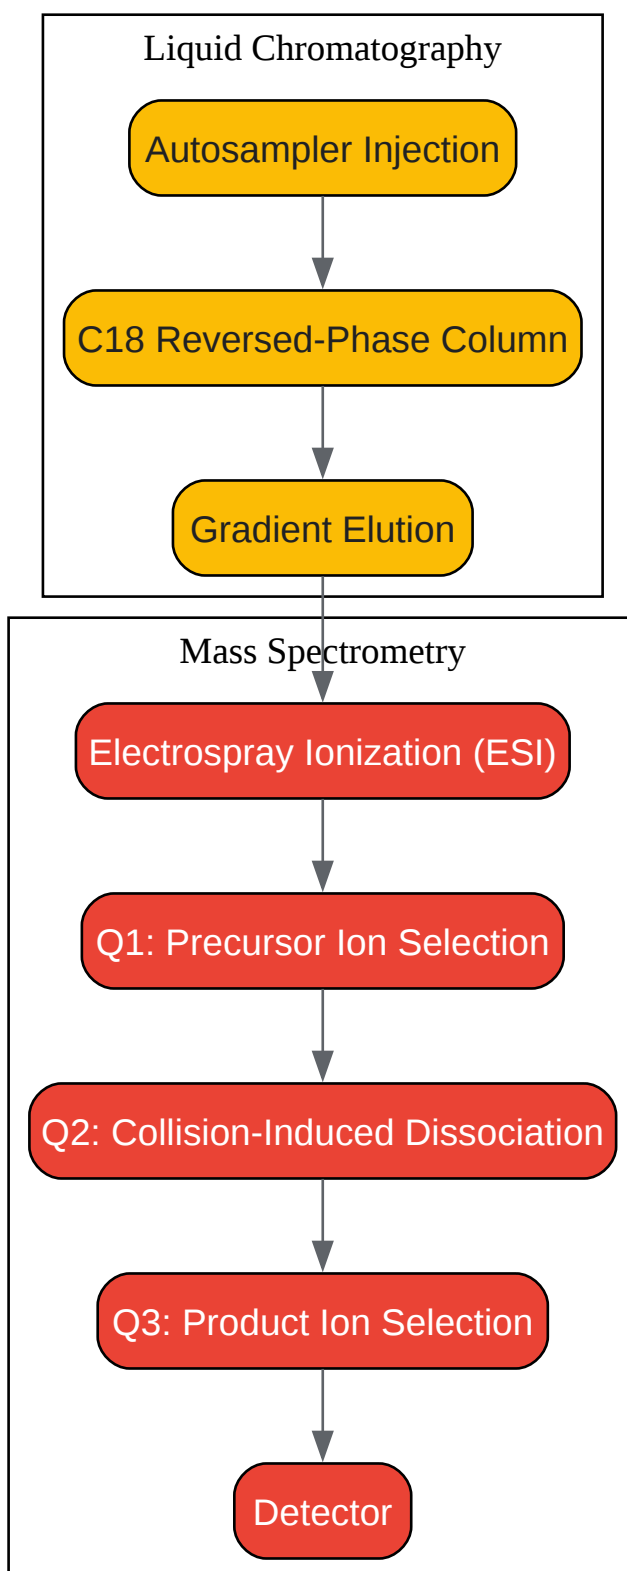 Liquid Chromatography
Autosampler Injection
C18 Reversed-Phase Column
Gradient Elution
Mass Spectrometry
Electrospray Ionization (ESI)
Q1: Precursor Ion Selection
Q2: Collision-Induced Dissociation
Q3: Product Ion Selection
Detector